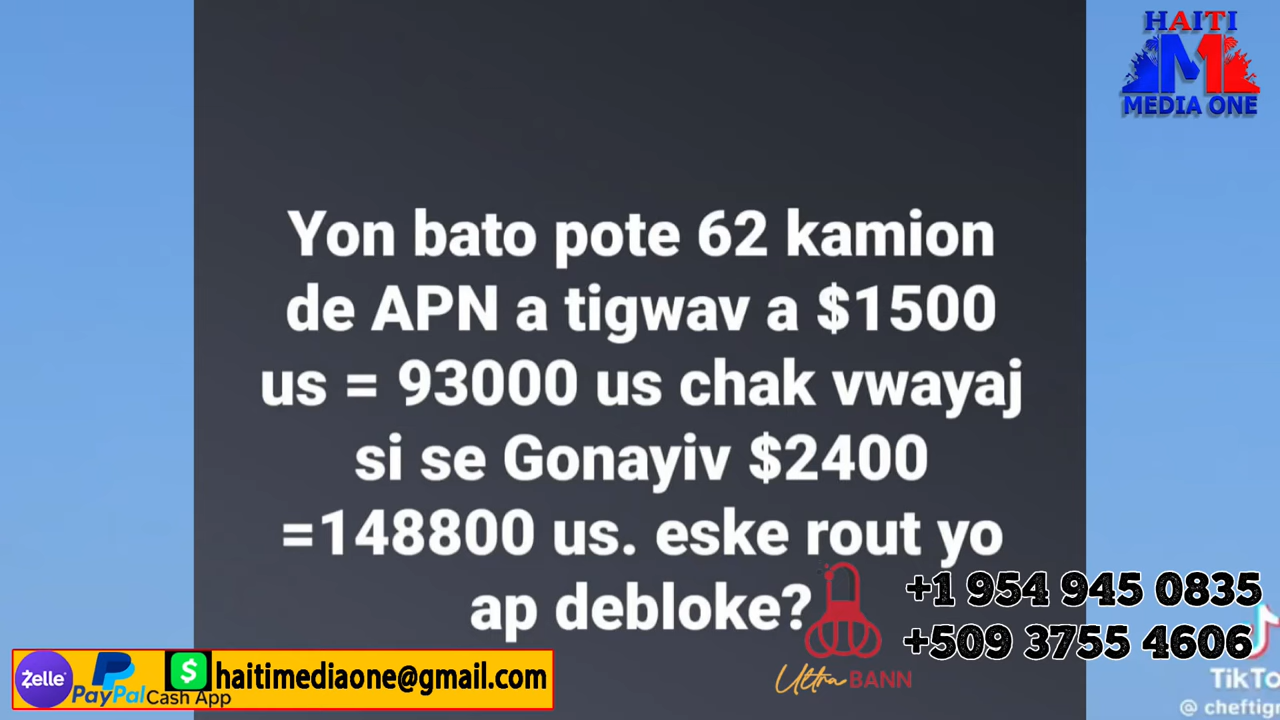 HAITI
MEDIA ONE
Yon bato pote 62 kamion
de APN a tigwav a $1500
us = 93000 us chak vwayaj
si se Gonayiv $2400
=148800 us. eske rout yo
ap debloke?
+1 954 945 0835
+509 3755 4606
Zelle
PayPal
Cash App
haitimediaone@gmail.com
Ultra BANN
TikTo
@ cheftigr